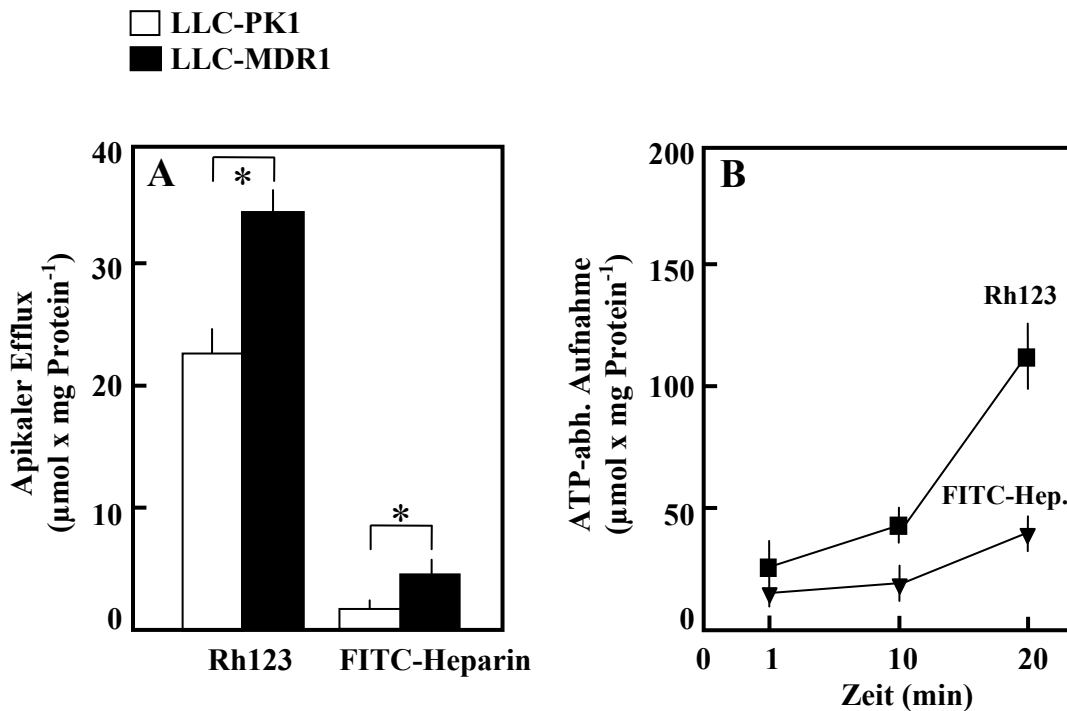 LLC-PK1
LLC-MDR1
A
Apikaler Efflux
(µmol x mg Protein⁻¹)
40
30
20
10
0
*
*
Rh123
FITC-Heparin
B
ATP-abh. Aufnahme
(µmol x mg Protein⁻¹)
200
150
100
50
0
Rh123
FITC-Hep.
0
1
10
20
Zeit (min)